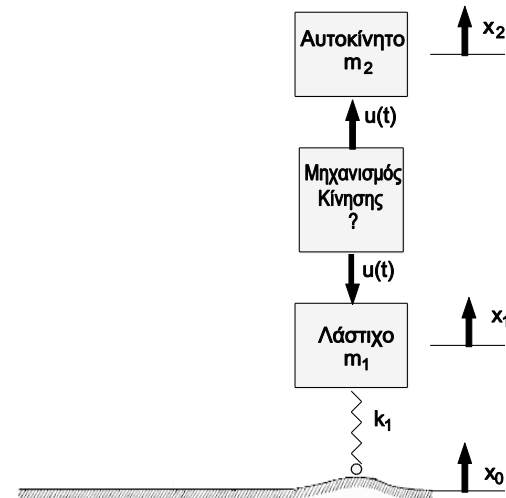 Αυτοκίνητο
m2
x2
u(t)
Μηχανισμός
Κίνησης
?
u(t)
Λάστιχο
m1
x1
k1
x0